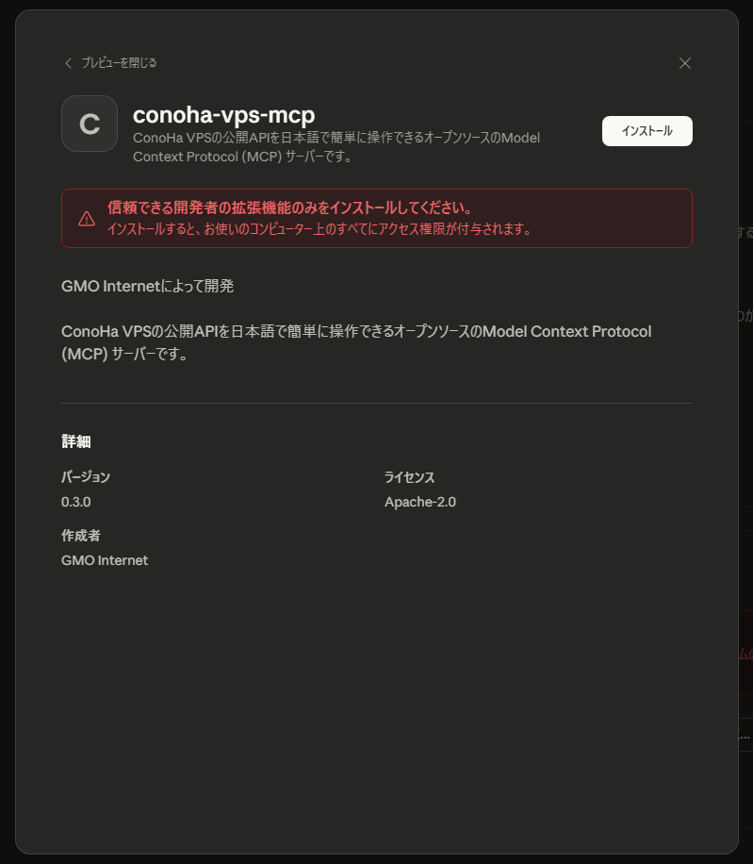 プレビューを閉じる
C
conoha-vps-mcp
ConoHa VPSの公開APIを日本語で簡単に操作できるオープンソースのModel
Context Protocol (MCP) サーバーです。
インストール
信頼できる開発者の拡張機能のみをインストールしてください。
インストールすると、お使いのコンピューター上のすべてにアクセス権限が付与されます。
GMO Internetによって開発
ConoHa VPSの公開APIを日本語で簡単に操作できるオープンソースのModel Context Protocol
(MCP) サーバーです。
詳細
バージョン
ライセンス
0.3.0
Apache-2.0
作成者
GMO Internet
する